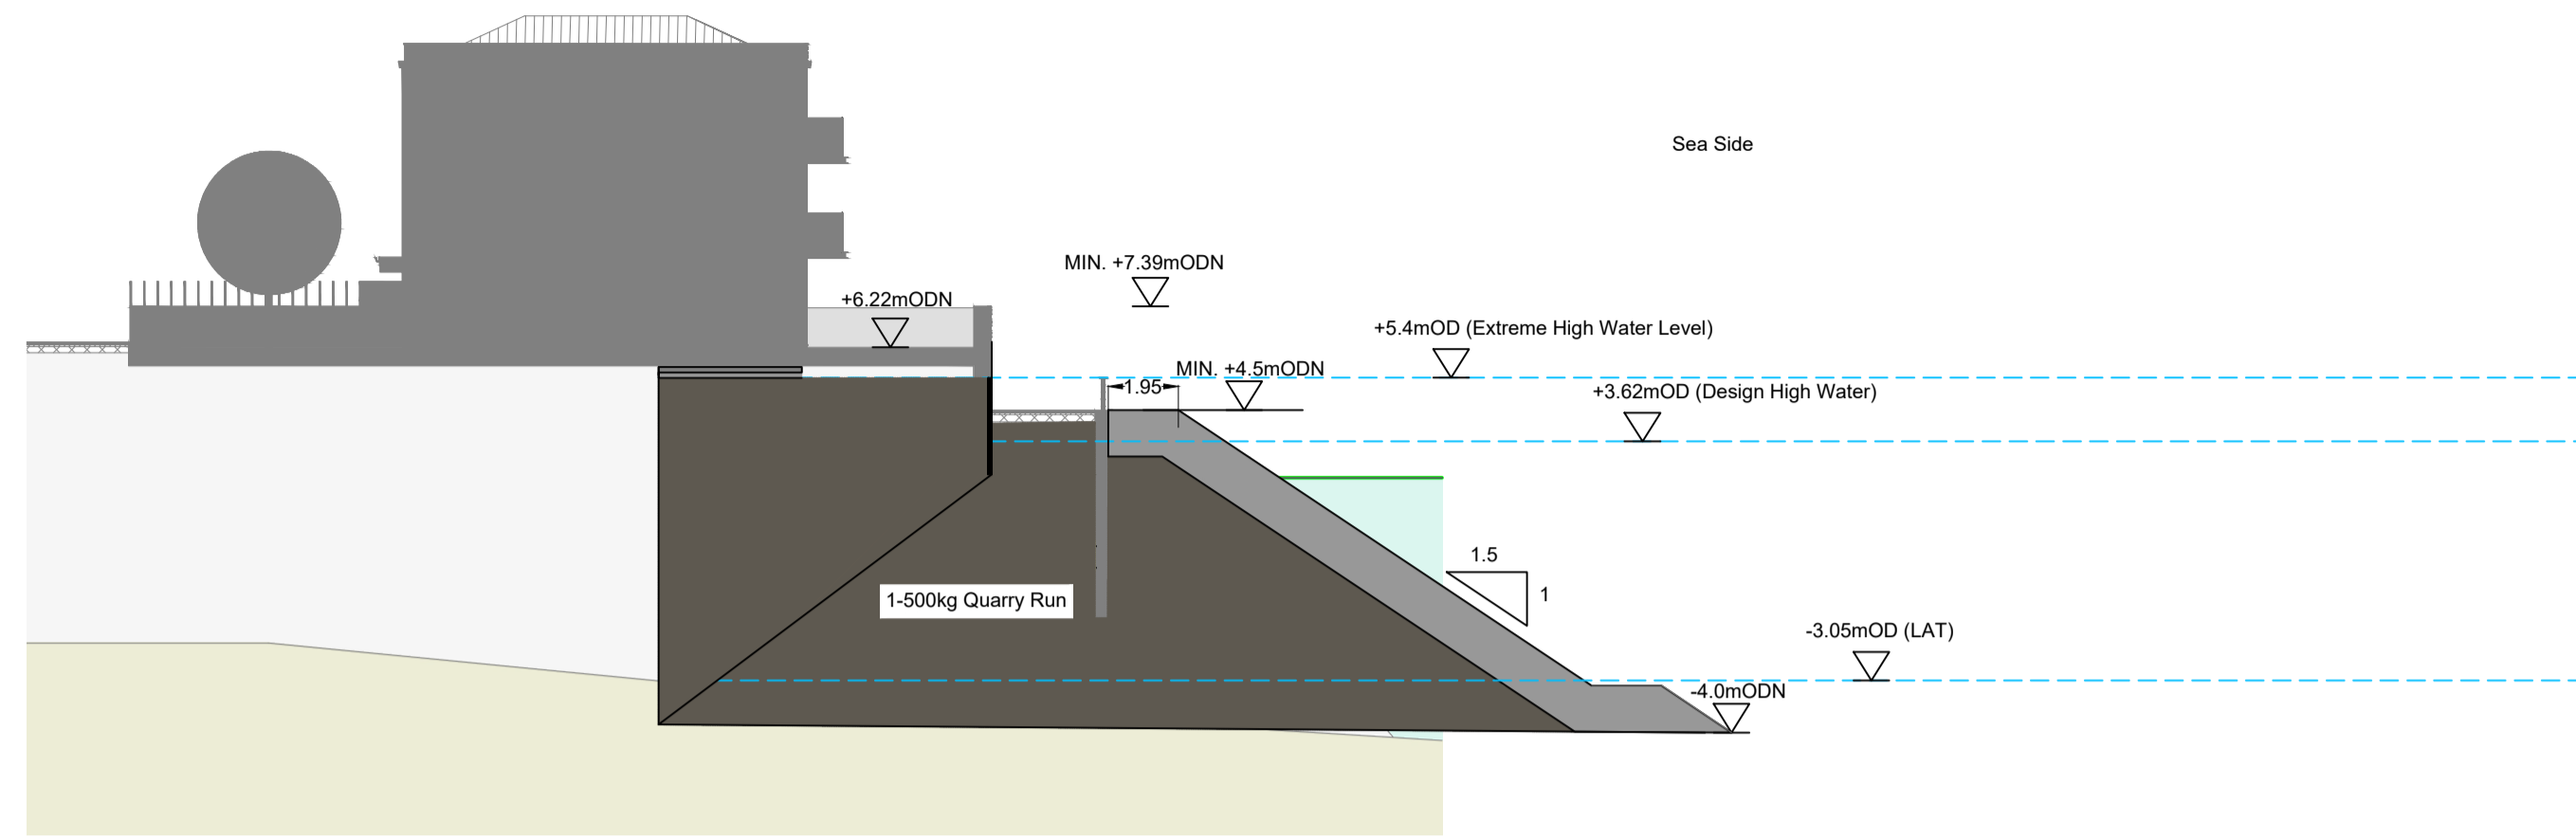 Sea Side
MIN. +7.39mODN
+6.22mODN
+5.4mOD (Extreme High Water Level)
MIN. +4.5mODN
1.95
+3.62mOD (Design High Water)
1.5
1
1-500kg Quarry Run
-3.05mOD (LAT)
-4.0mODN